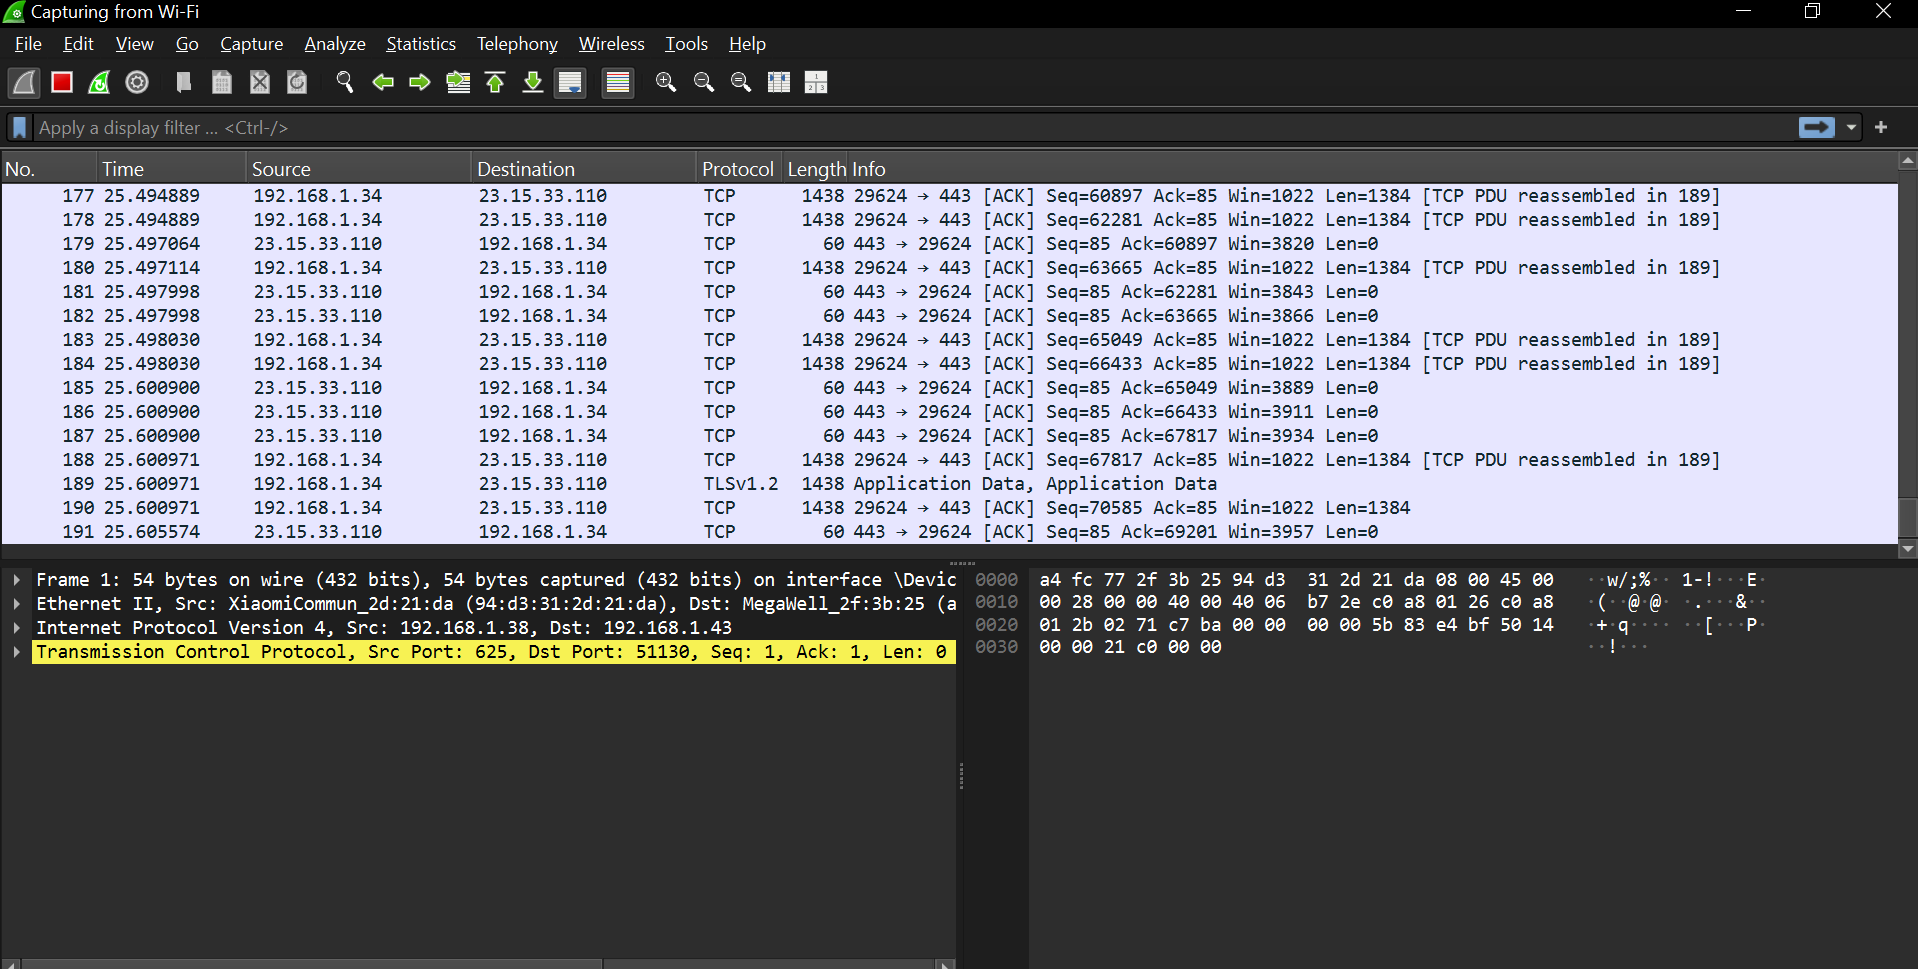 Capturing from Wi-Fi
File Edit View Go Capture Analyze Statistics Telephony Wireless Tools Help
Apply a display filter ... <Ctrl-/>
No. Time Source Destination Protocol Length Info
177 25.494889 192.168.1.34 23.15.33.110 TCP 1438 29624 → 443 [ACK] Seq=60897 Ack=85 Win=1022 Len=1384 [TCP PDU reassembled in 189]
178 25.494889 192.168.1.34 23.15.33.110 TCP 1438 29624 → 443 [ACK] Seq=62281 Ack=85 Win=1022 Len=1384 [TCP PDU reassembled in 189]
179 25.497064 23.15.33.110 192.168.1.34 TCP 60 443 → 29624 [ACK] Seq=85 Ack=60897 Win=3820 Len=0
180 25.497114 192.168.1.34 23.15.33.110 TCP 1438 29624 → 443 [ACK] Seq=63665 Ack=85 Win=1022 Len=1384 [TCP PDU reassembled in 189]
181 25.497998 23.15.33.110 192.168.1.34 TCP 60 443 → 29624 [ACK] Seq=85 Ack=62281 Win=3843 Len=0
182 25.497998 23.15.33.110 192.168.1.34 TCP 60 443 → 29624 [ACK] Seq=85 Ack=63665 Win=3866 Len=0
183 25.498030 192.168.1.34 23.15.33.110 TCP 1438 29624 → 443 [ACK] Seq=65049 Ack=85 Win=1022 Len=1384 [TCP PDU reassembled in 189]
184 25.498030 192.168.1.34 23.15.33.110 TCP 1438 29624 → 443 [ACK] Seq=66433 Ack=85 Win=1022 Len=1384 [TCP PDU reassembled in 189]
185 25.600900 23.15.33.110 192.168.1.34 TCP 60 443 → 29624 [ACK] Seq=85 Ack=65049 Win=3889 Len=0
186 25.600900 23.15.33.110 192.168.1.34 TCP 60 443 → 29624 [ACK] Seq=85 Ack=66433 Win=3911 Len=0
187 25.600900 23.15.33.110 192.168.1.34 TCP 60 443 → 29624 [ACK] Seq=85 Ack=67817 Win=3934 Len=0
188 25.600971 192.168.1.34 23.15.33.110 TCP 1438 29624 → 443 [ACK] Seq=67817 Ack=85 Win=1022 Len=1384 [TCP PDU reassembled in 189]
189 25.600971 192.168.1.34 23.15.33.110 TLSv1.2 1438 Application Data, Application Data
190 25.600971 192.168.1.34 23.15.33.110 TCP 1438 29624 → 443 [ACK] Seq=70585 Ack=85 Win=1022 Len=1384
191 25.605574 23.15.33.110 192.168.1.34 TCP 60 443 → 29624 [ACK] Seq=85 Ack=69201 Win=3957 Len=0
Frame 1: 54 bytes on wire (432 bits), 54 bytes captured (432 bits) on interface \Devic
Ethernet II, Src: XiaomiCommun_2d:21:da (94:d3:31:2d:21:da), Dst: MegaWell_2f:3b:25 (a
Internet Protocol Version 4, Src: 192.168.1.38, Dst: 192.168.1.43
Transmission Control Protocol, Src Port: 625, Dst Port: 51130, Seq: 1, Ack: 1, Len: 0
0000 a4 fc 77 2f 3b 25 94 d3 31 2d 21 da 08 00 45 00 ··w/;%·· 1-!···E·
0010 00 28 00 00 40 00 40 06 b7 2e c0 a8 01 26 c0 a8 ·(··@·@· ·.···&··
0020 01 2b 02 71 c7 ba 00 00 00 00 5b 83 e4 bf 50 14 ·+·q···· ··[···P·
0030 00 00 21 c0 00 00 ··!···